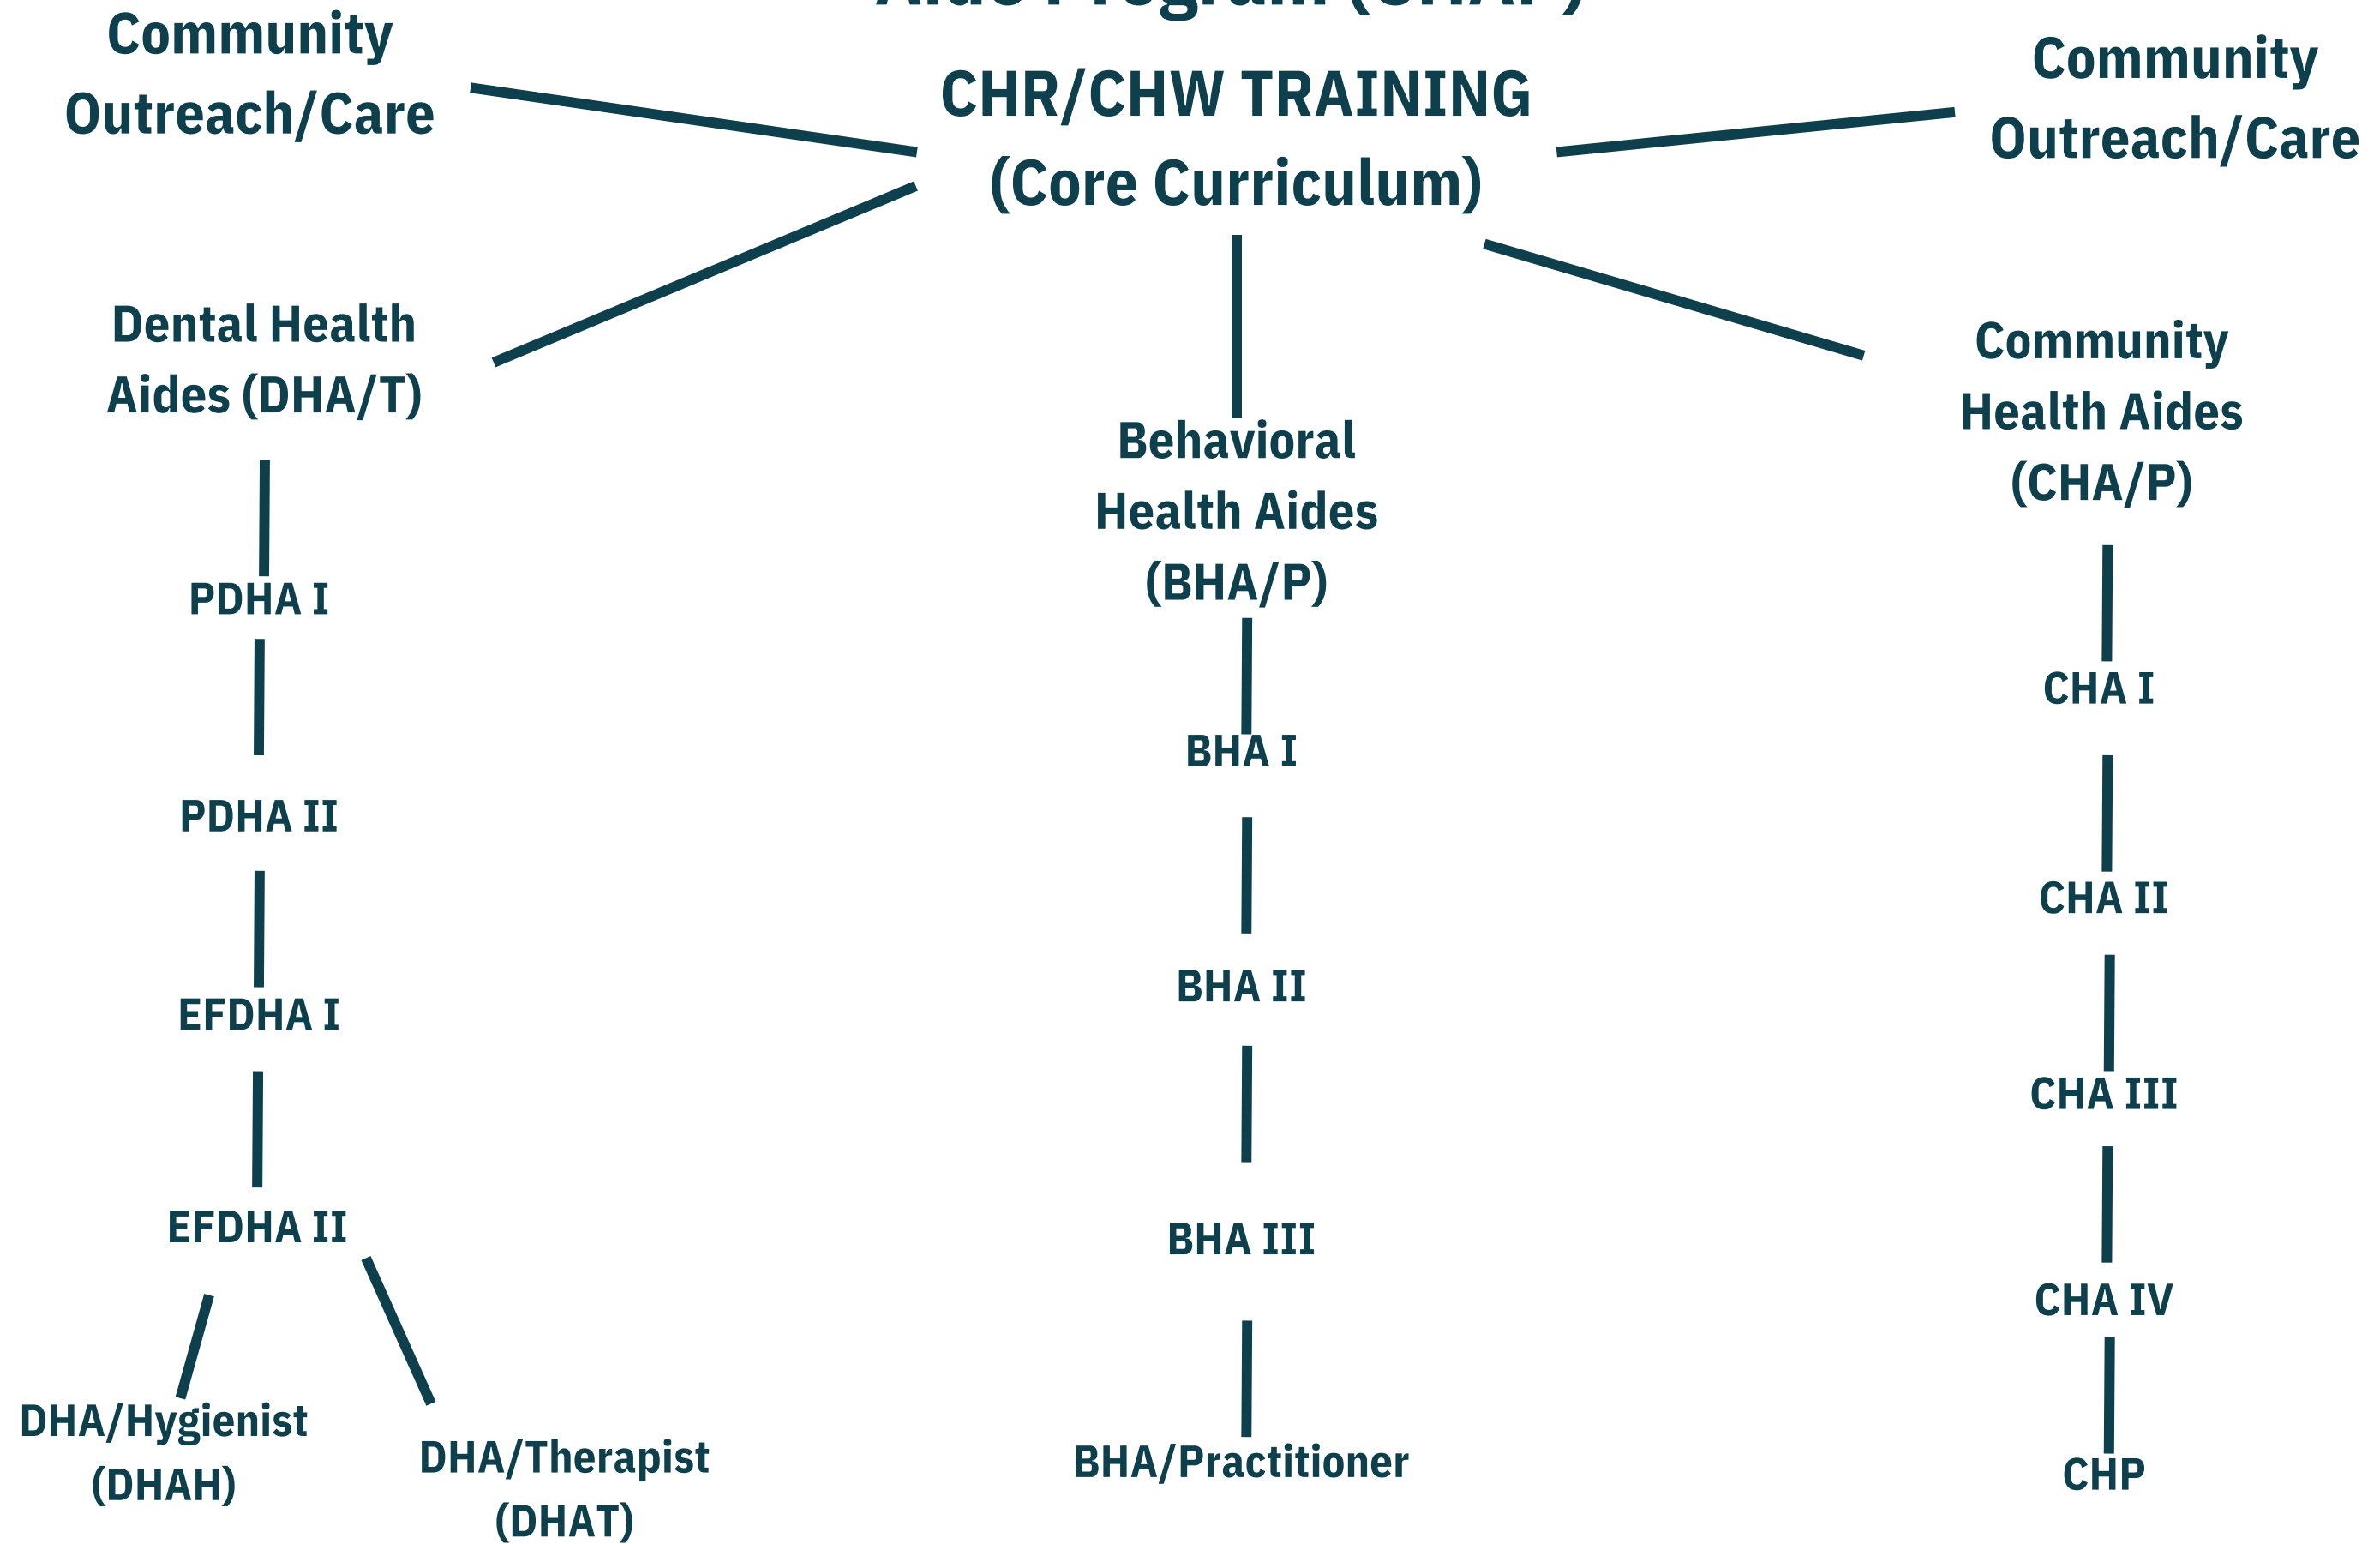 Community
Outreach/Care
Program (CHAP)
CHR/CHW TRAINING
(Core Curriculum)
Community
Outreach/Care
Dental Health
Aides (DHA/T)
Behavioral
Health Aides
(BHA/P)
Community
Health Aides
(CHA/P)
PDHA I
PDHA II
EFDHA I
EFDHA II
DHA/Hygienist
(DHAH)
DHA/Therapist
(DHAT)
BHA I
BHA II
BHA III
BHA/Practitioner
CHA I
CHA II
CHA III
CHA IV
CHP